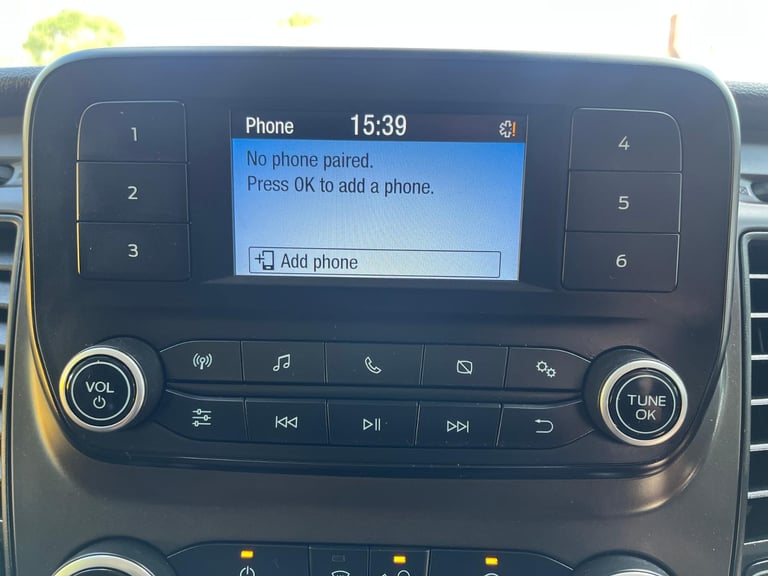 Phone 15:39
No phone paired.
Press OK to add a phone.
Add phone
1
2
3
4
5
6
VOL
TUNE
OK